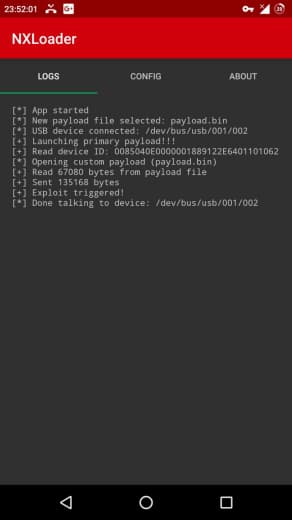 23:52:01
G+
28
NXLoader
LOGS
CONFIG
ABOUT
[*] App started
[*] New payload file selected: payload.bin
[*] USB device connected: /dev/bus/usb/001/002
[+] Launching primary payload!!!
[+] Read device ID: 0085040E0000001889122E6401101062
[*] Opening custom payload (payload.bin)
[+] Read 67080 bytes from payload file
[+] Sent 135168 bytes
[+] Exploit triggered!
[*] Done talking to device: /dev/bus/usb/001/002